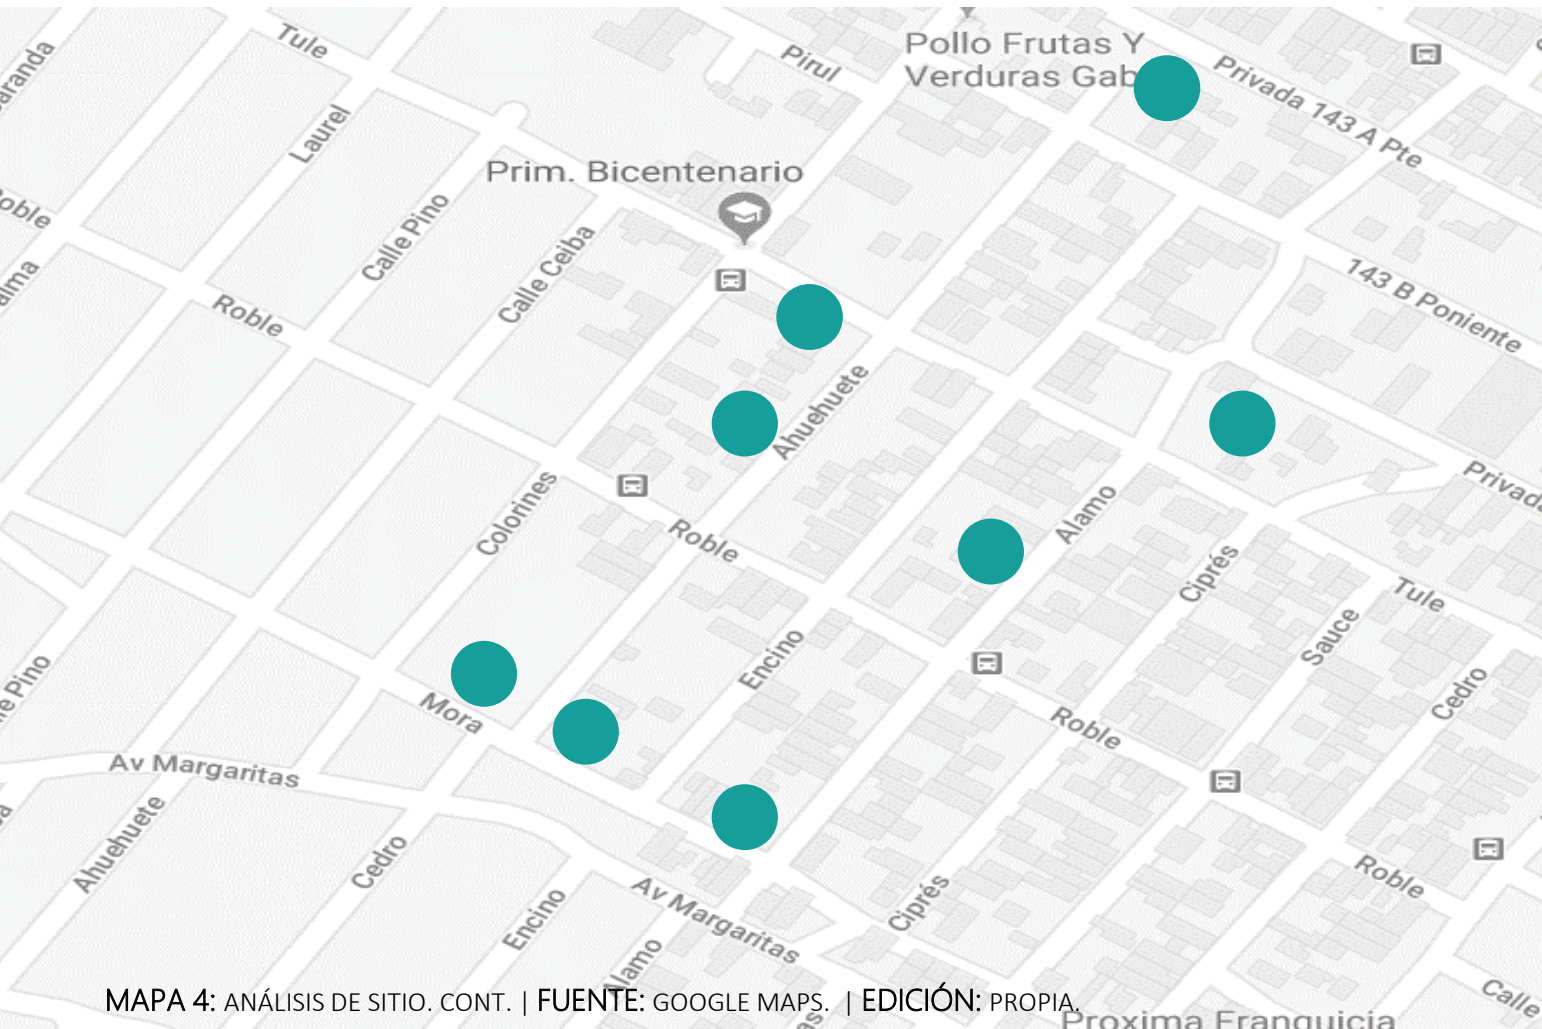 Tule
Pirul
Pollo Frutas Y
Verduras Gab
Privada 143 A Pte
Laurel
Prim. Bicentenario
Calle Pino
Calle Ceiba
Roble
143 B Poniente
Ahuehuete
Colorines
Roble
Alamo
Ciprés
Tule
Sauce
Encino
Cedro
Mora
Roble
Av Margaritas
Ahuehuete
Cedro
Encino
Av Margaritas
Ciprés
Roble
Calle
MAPA 4: ANÁLISIS DE SITIO. CONT. | FUENTE: GOOGLE MAPS. | EDICIÓN: PROPIA.
Proxima Franquicia